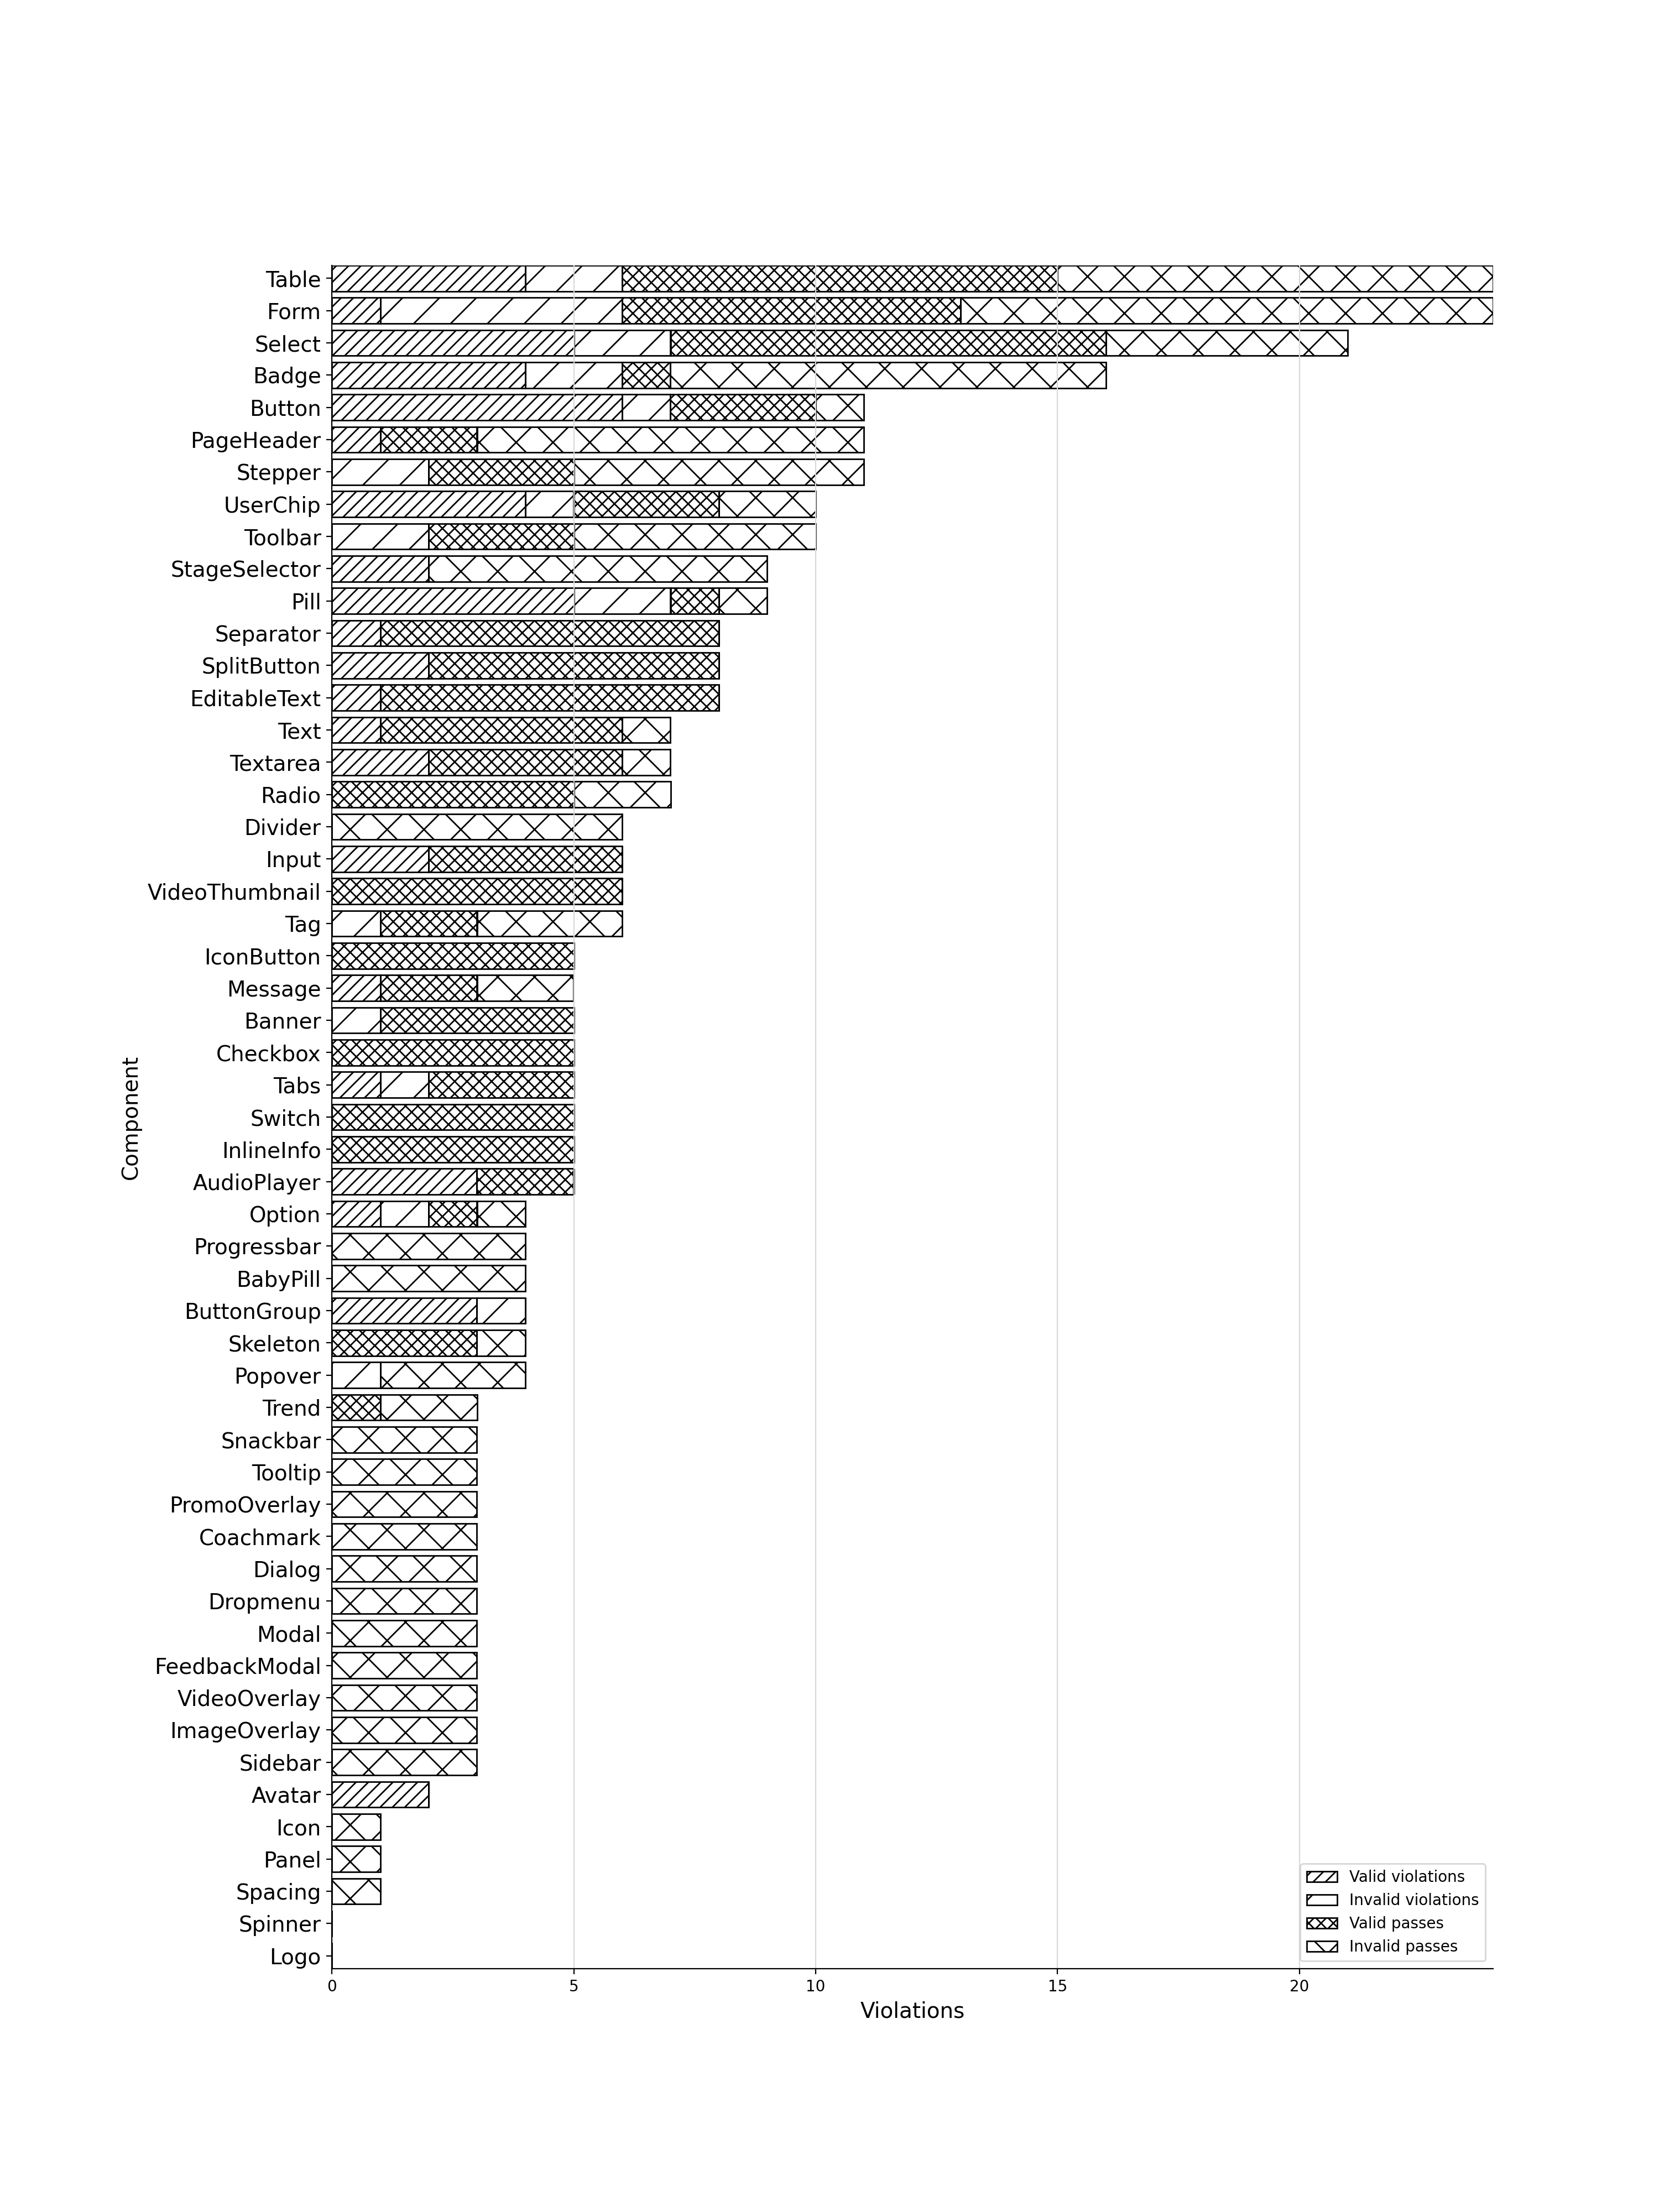 Table
Form
Select
Badge
Button
PageHeader
Stepper
UserChip
Toolbar
StageSelector
Pill
Separator
SplitButton
EditableText
Text
Textarea
Radio
Divider
Input
VideoThumbnail
Tag
IconButton
Message
Banner
Checkbox
Tabs
Switch
InlineInfo
AudioPlayer
Option
Progressbar
BabyPill
ButtonGroup
Skeleton
Popover
Trend
Snackbar
Tooltip
PromoOverlay
Coachmark
Dialog
Dropmenu
Modal
FeedbackModal
VideoOverlay
ImageOverlay
Sidebar
Avatar
Icon
Panel
Spacing
Spinner
Logo
Component
0 5 10 15 20
Violations
Valid violations
Invalid violations
Valid passes
Invalid passes